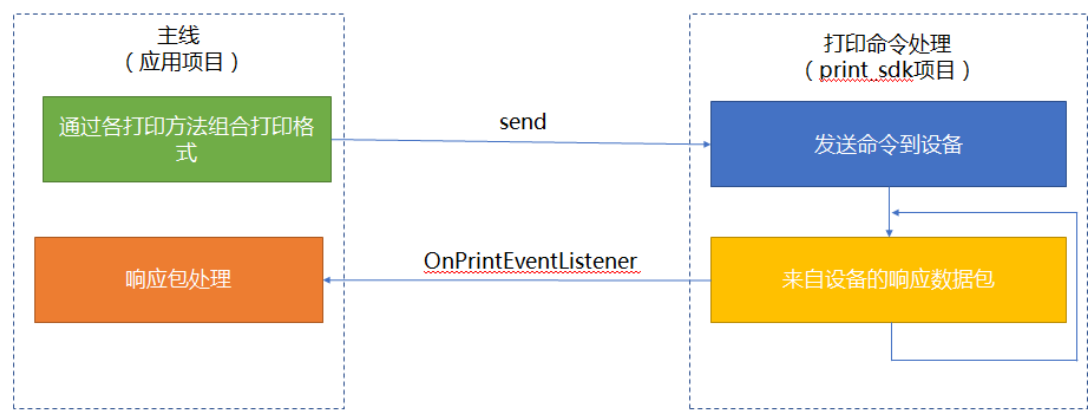 主线
（应用项目）
打印命令处理
（print_sdk项目）
通过各打印方法组合打印格
式
send
发送命令到设备
响应包处理
OnPrintEventListener
来自设备的响应数据包